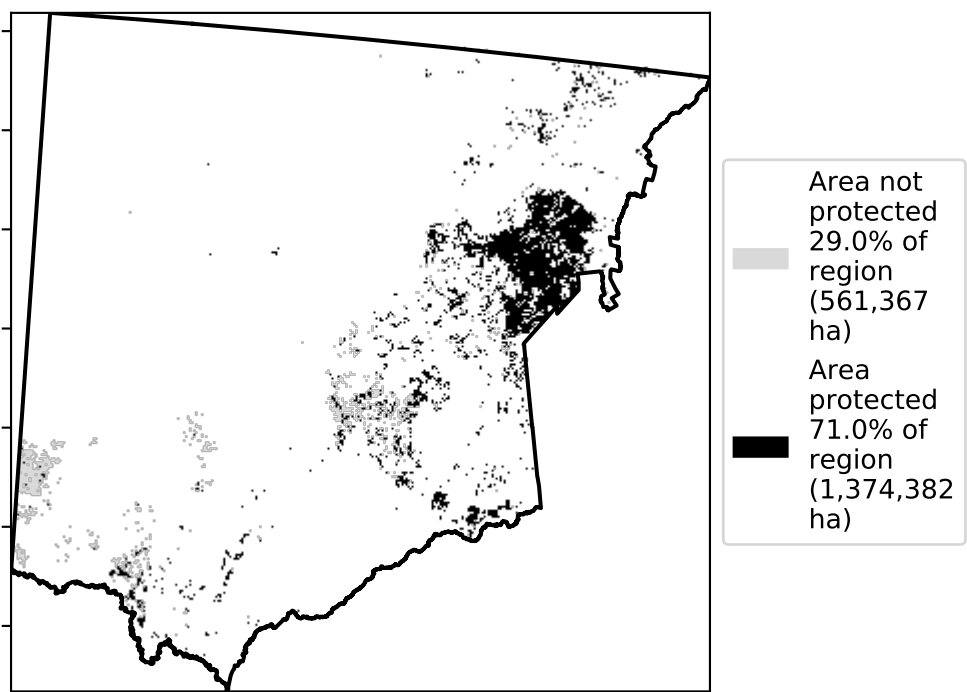 Area not
protected
29.0% of
region
(561,367
ha)
Area
protected
71.0% of
region
(1,374,382
ha)